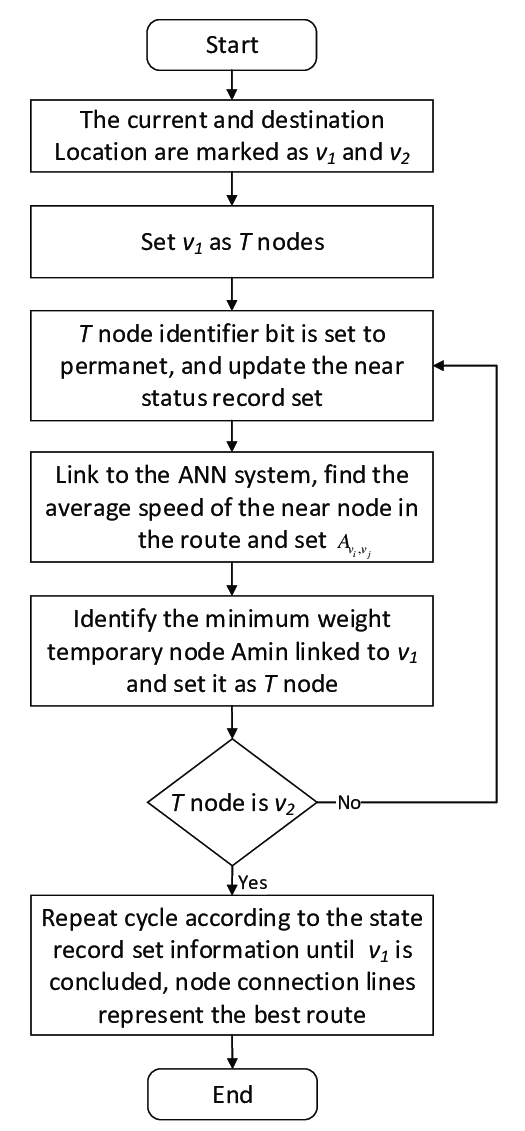 Start
The current and destination
Location are marked as v1 and v2
Set v1 as T nodes
T node identifier bit is set to
permanet, and update the near
status record set
Link to the ANN system, find the
average speed of the near node in
the route and set Avi,vj
Identify the minimum weight
temporary node Amin linked to v1
and set it as T node
T node is v2
No
Yes
Repeat cycle according to the state
record set information until v1 is
concluded, node connection lines
represent the best route
End